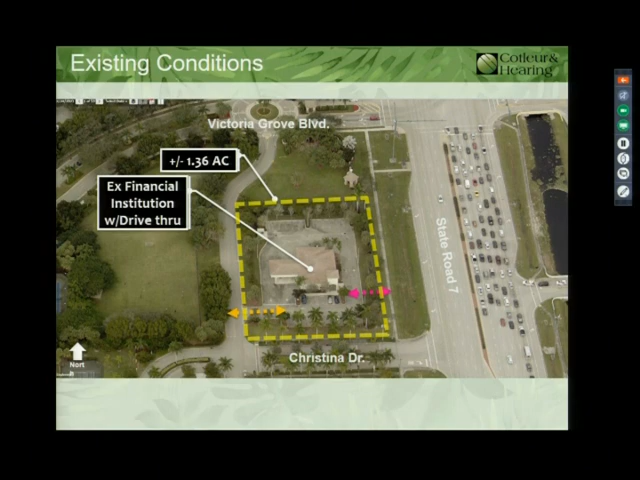 Existing Conditions
Cotleur&
Hearing
Victoria Grove Blvd.
+/- 1.36 AC
Ex Financial
Institution
w/Drive thru
State Road 7
Christina Dr.
Nort